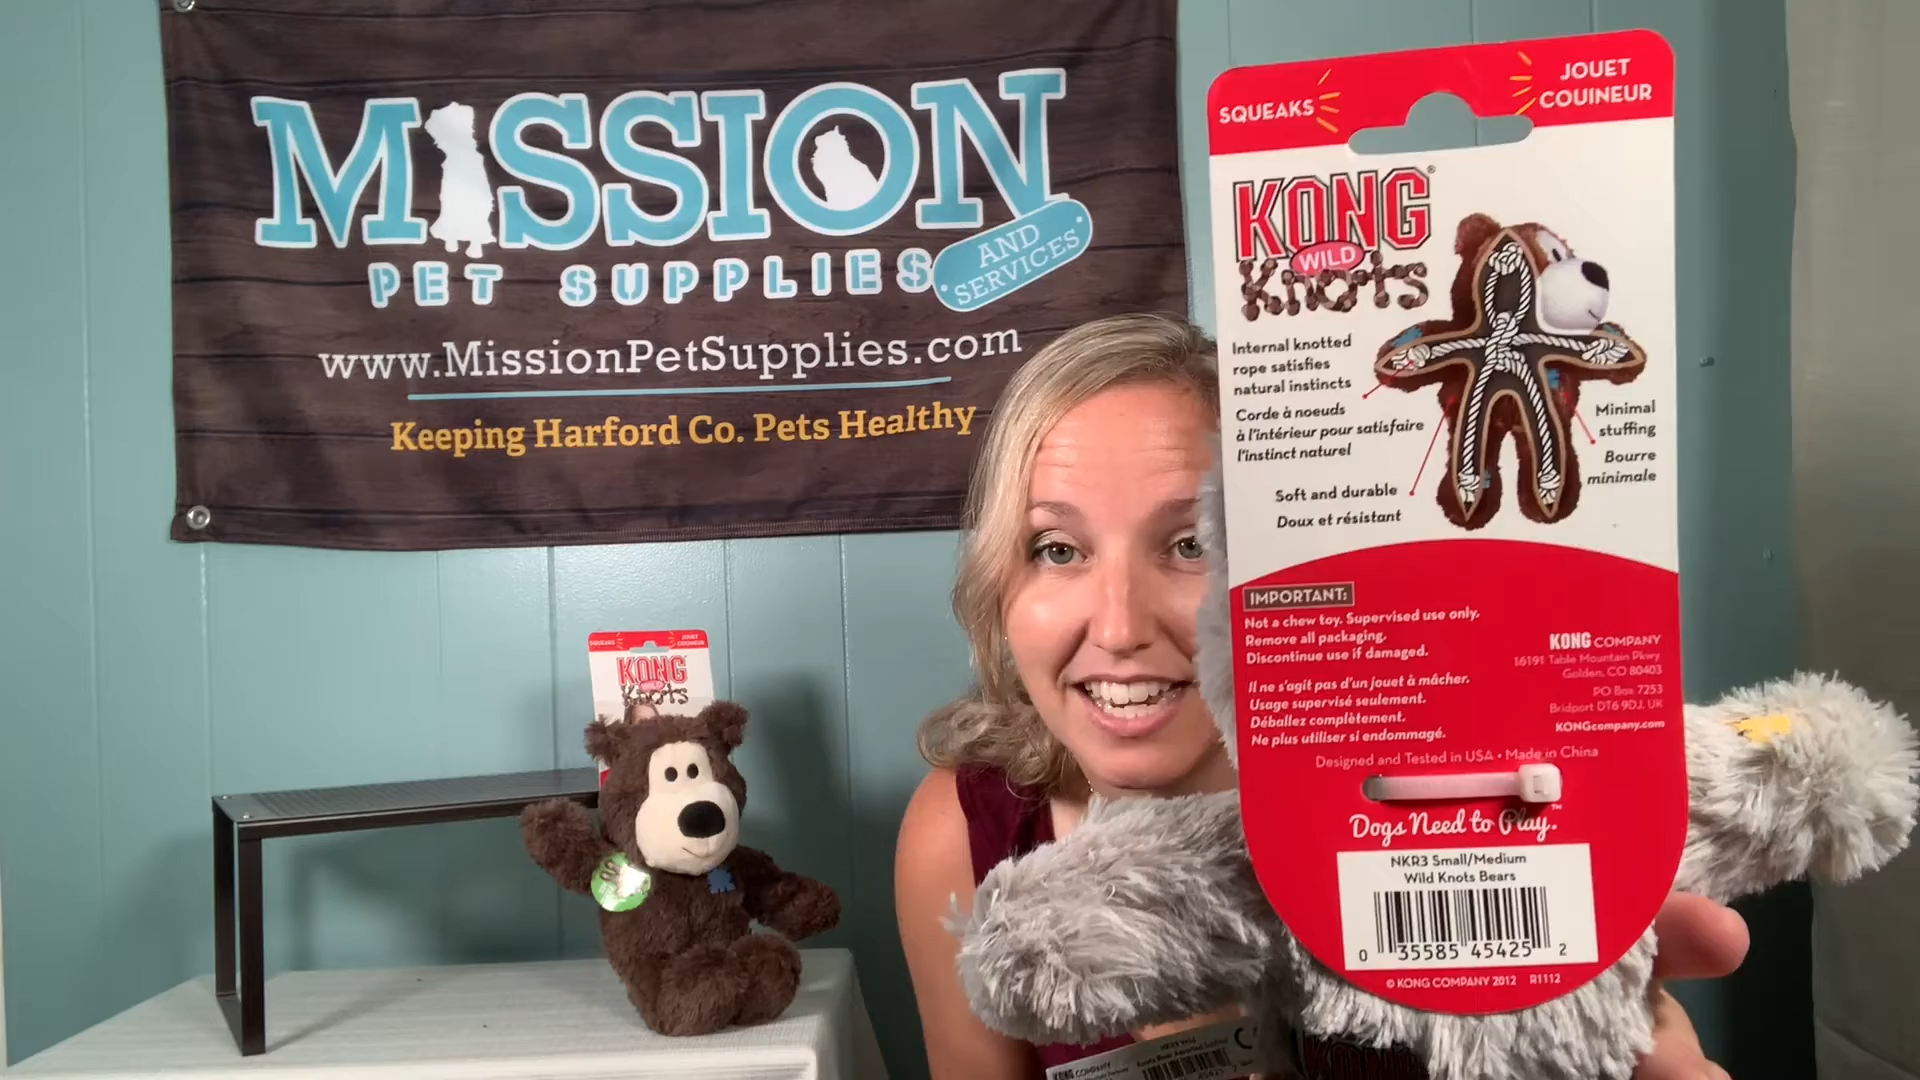 MISSION
PET SUPPLIES
AND
SERVICES
www.MissionPetSupplies.com
Keeping Harford Co. Pets Healthy
SQUEAKS
JOUET
COUINEUR
KONG®
WILD
Knots
Internal knotted
rope satisfies
natural instincts
Corde à noeuds
à l'intérieur pour satisfaire
l'instinct naturel
Minimal
stuffing
Bourre
minimale
Soft and durable
Doux et résistant
IMPORTANT:
Not a chew toy. Supervised use only.
Remove all packaging.
Discontinue use if damaged.
Il ne s'agit pas d'un jouet à mâcher.
Usage supervisé seulement.
Déballez complètement.
Ne plus utiliser si endommagé.
KONG COMPANY
16191 Table Mountain Pkwy
Golden, CO 80403
PO Box 7253
Bridport DT6 9DJ, UK
KONGcompany.com
Designed and Tested in USA • Made in China
Dogs Need to Play.™
NKR3 Small/Medium
Wild Knots Bears
0 35585 45425 2
© KONG COMPANY 2012 R1112
SQUEAKS
JOUET
COUINEUR
KONG
WILD
Knots
KONG COMPANY
KONG